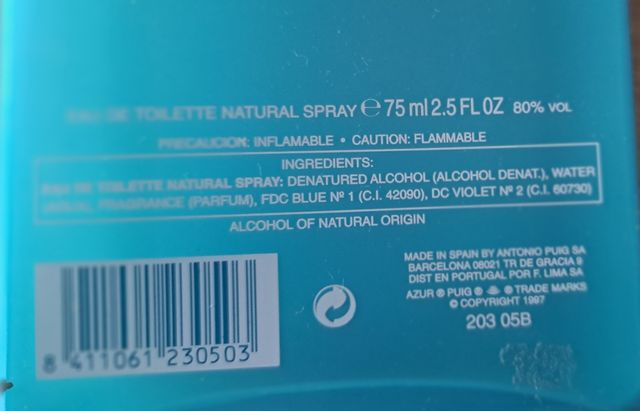 EAU DE TOILETTE NATURAL SPRAY ℮ 75 ml 2.5 FL OZ 80% VOL
PRECAUCION: INFLAMABLE • CAUTION: FLAMMABLE
INGREDIENTS:
EAU DE TOILETTE NATURAL SPRAY: DENATURED ALCOHOL (ALCOHOL DENAT.), WATER
(AQUA), FRAGRANCE (PARFUM), FDC BLUE Nº 1 (C.I. 42090), DC VIOLET Nº 2 (C.I. 60730)
ALCOHOL OF NATURAL ORIGIN
MADE IN SPAIN BY ANTONIO PUIG SA
BARCELONA 08021 TR DE GRACIA 9
DIST EN PORTUGAL POR F. LIMA SA
AZUR ® PUIG ® ® TRADE MARKS
© COPYRIGHT 1997
203 05B
8 411061 230503